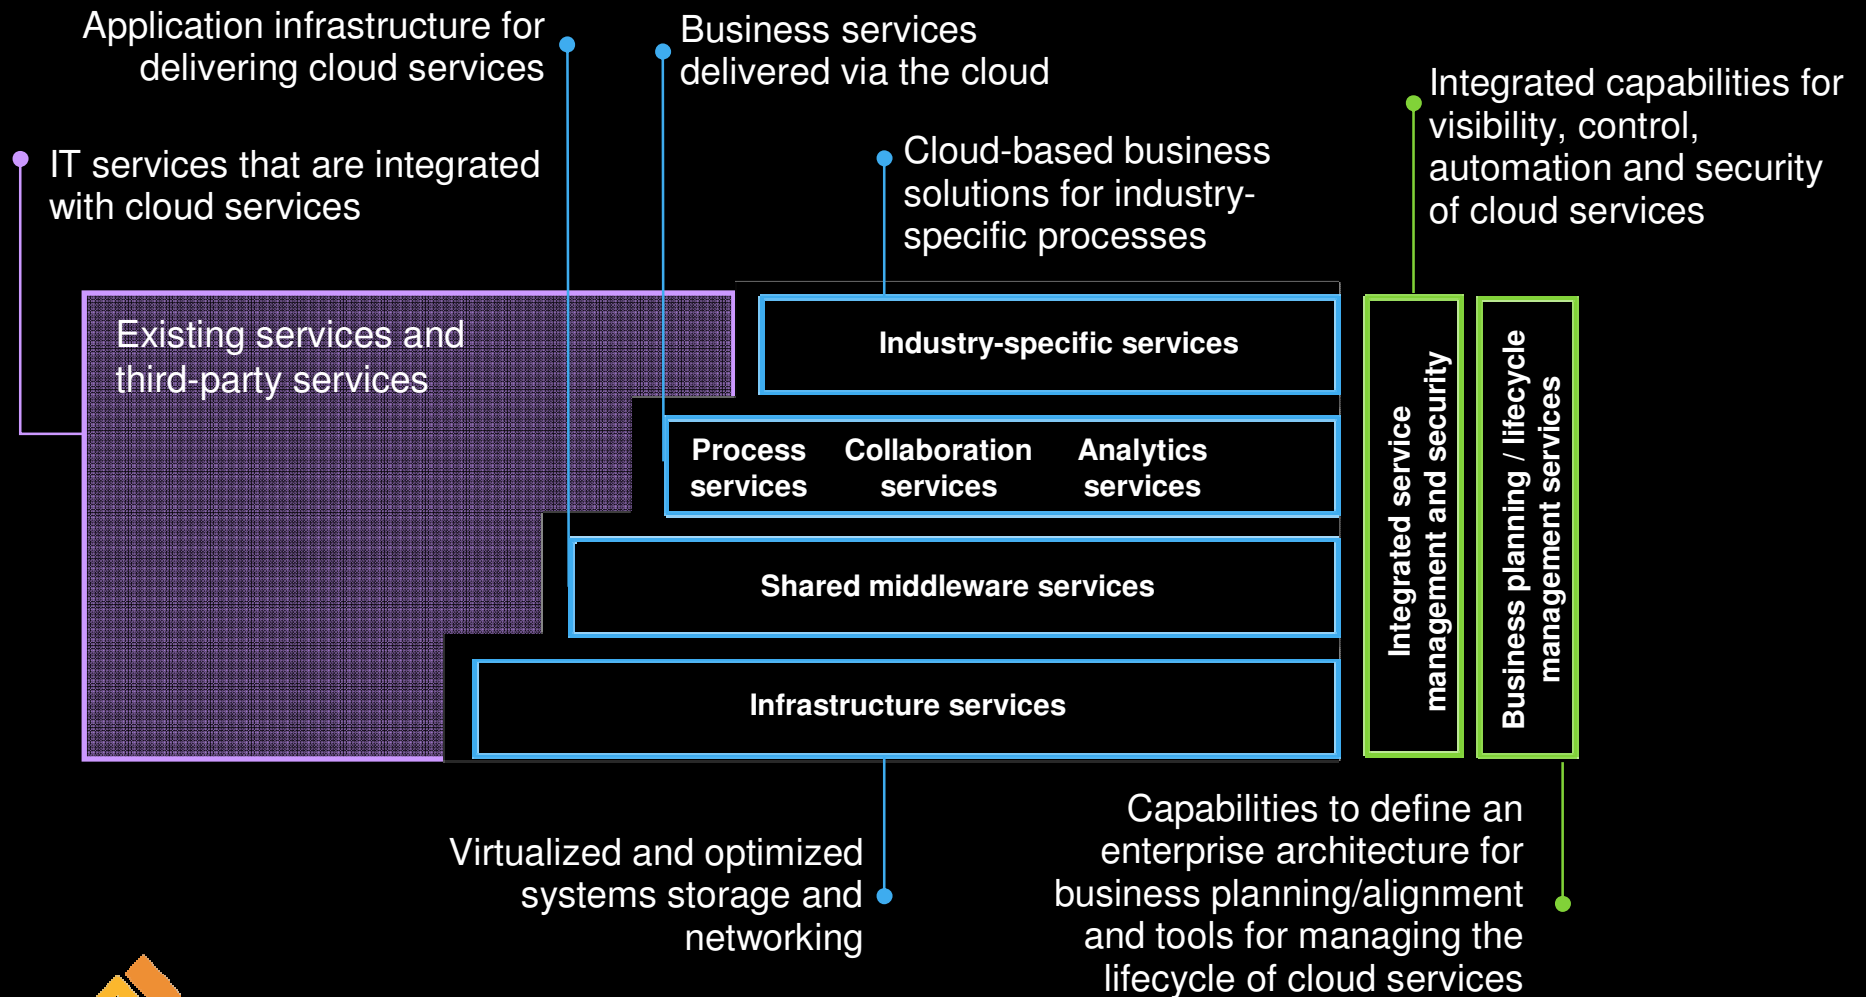 Application infrastructure for
delivering cloud services
Business services
delivered via the cloud
Integrated capabilities for
visibility, control,
automation and security
of cloud services
IT services that are integrated
with cloud services
Cloud-based business
solutions for industry-
specific processes
Existing services and
third-party services
Industry-specific services
Process
services
Collaboration
services
Analytics
services
Shared middleware services
Infrastructure services
Integrated service
management and security
Business planning / lifecycle
management services
Virtualized and optimized
systems storage and
networking
Capabilities to define an
enterprise architecture for
business planning/alignment
and tools for managing the
lifecycle of cloud services